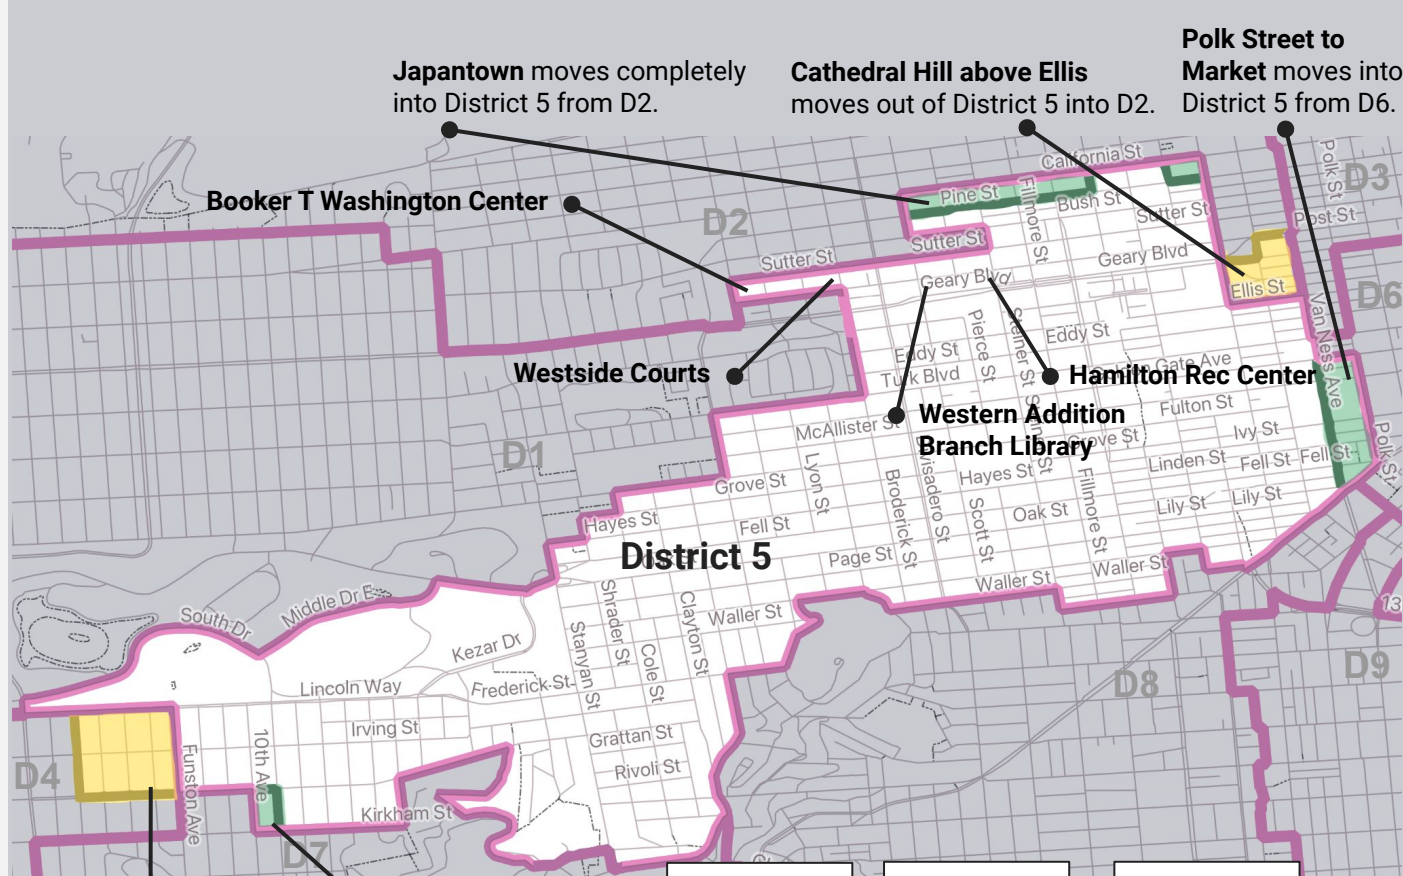 Japantown moves completely
into District 5 from D2.
Cathedral Hill above Ellis
moves out of District 5 into D2.
Polk Street to
Market moves into
District 5 from D6.
Booker T Washington Center
Westside Courts
Hamilton Rec Center
Western Addition
Branch Library
District 5
D2
D3
D6
D1
D8
D9
D4
D7
California St
Pine St
Bush St
Sutter St
Sutter St
Sutter St
Fillmore St
Polk St
Post St
Geary Blvd
Geary Blvd
Ellis St
Van Ness Ave
Pierce St
Steiner St
Eddy St
Eddy St
Turk Blvd
Gate Ave
Fulton St
McAllister St
Grove St
Ivy St
Polk St
Linden St
Fell St
Fell St
Hayes St
Lyon St
Grove St
Broderick St
Scott St
Fillmore St
Lily St
Lily St
Oak St
Hayes St
Fell St
Page St
Waller St
Waller St
Waller St
Middle Dr E
South Dr
Kezar Dr
Shrader St
Clayton St
Stanyan St
Cole St
Lincoln Way
Frederick St
Irving St
Grattan St
Rivoli St
Funston Ave
10th Ave
Kirkham St
13